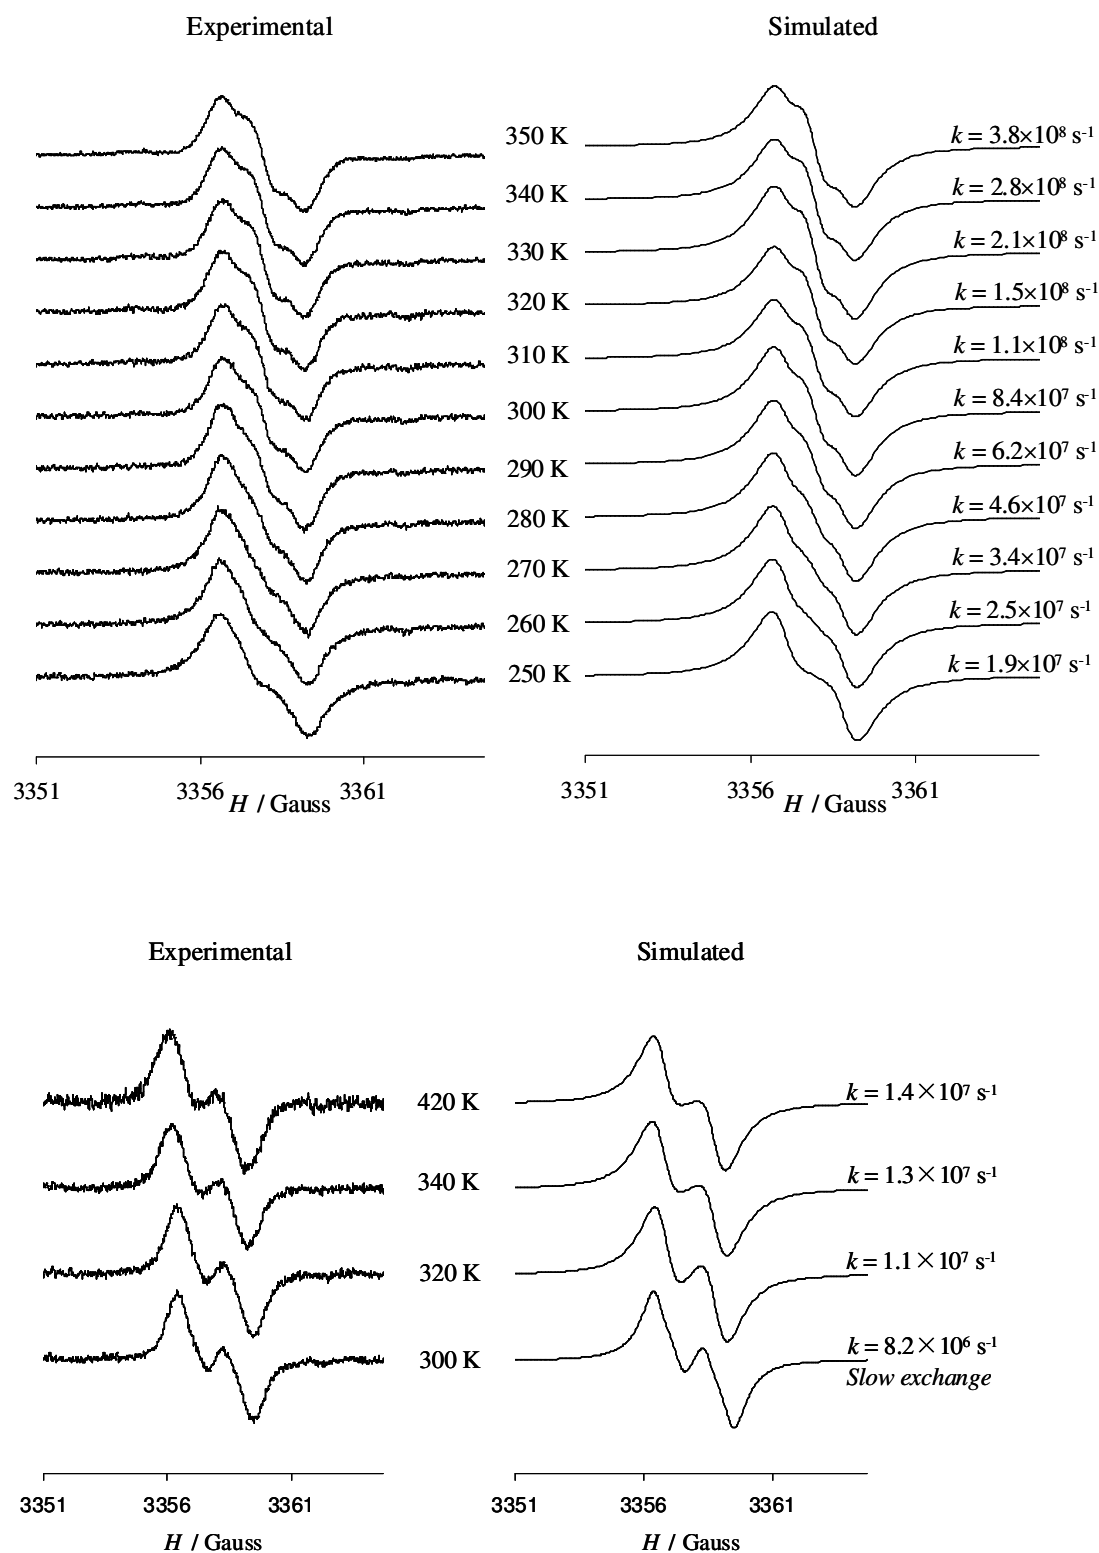 Experimental Simulated
350 K k = 3.8×10⁸ s⁻¹
340 K k = 2.8×10⁸ s⁻¹
330 K k = 2.1×10⁸ s⁻¹
320 K k = 1.5×10⁸ s⁻¹
310 K k = 1.1×10⁸ s⁻¹
300 K k = 8.4×10⁷ s⁻¹
290 K k = 6.2×10⁷ s⁻¹
280 K k = 4.6×10⁷ s⁻¹
270 K k = 3.4×10⁷ s⁻¹
260 K k = 2.5×10⁷ s⁻¹
250 K k = 1.9×10⁷ s⁻¹
3351 3356 3361 3351 3356 3361
H / Gauss H / Gauss
Experimental Simulated
420 K k = 1.4×10⁷ s⁻¹
340 K k = 1.3×10⁷ s⁻¹
320 K k = 1.1×10⁷ s⁻¹
300 K k = 8.2×10⁶ s⁻¹
Slow exchange
3351 3356 3361 3351 3356 3361
H / Gauss H / Gauss